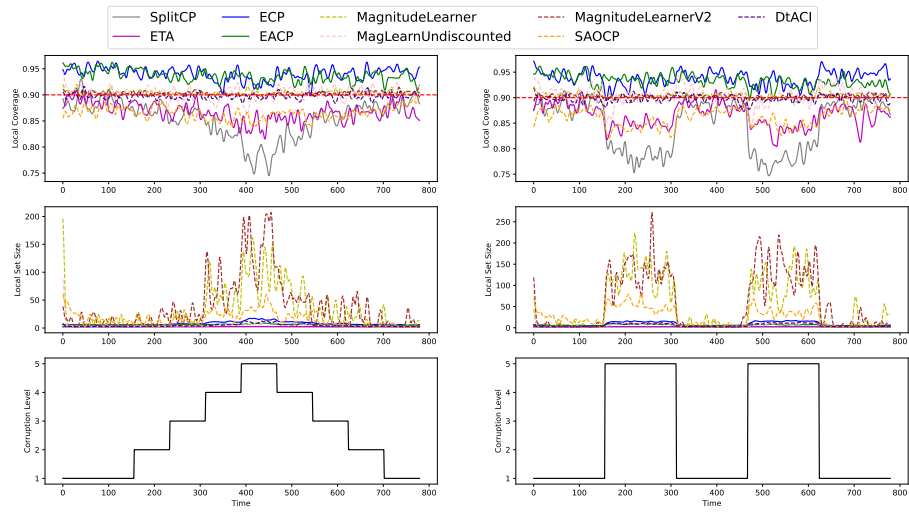 SplitCP ECP MagnitudeLearner MagnitudeLearnerV2 DtACI
ETA EACP MagLearnUndiscounted SAOCP
Local Coverage
0.95
0.90
0.85
0.80
0.75
0 100 200 300 400 500 600 700 800
Local Coverage
0.95
0.90
0.85
0.80
0.75
0 100 200 300 400 500 600 700 800
Local Set Size
200
150
100
50
0
0 100 200 300 400 500 600 700 800
Local Set Size
250
200
150
100
50
0
0 100 200 300 400 500 600 700 800
Corruption Level
5
4
3
2
1
0 100 200 300 400 500 600 700 800
Time
Corruption Level
5
4
3
2
1
0 100 200 300 400 500 600 700 800
Time